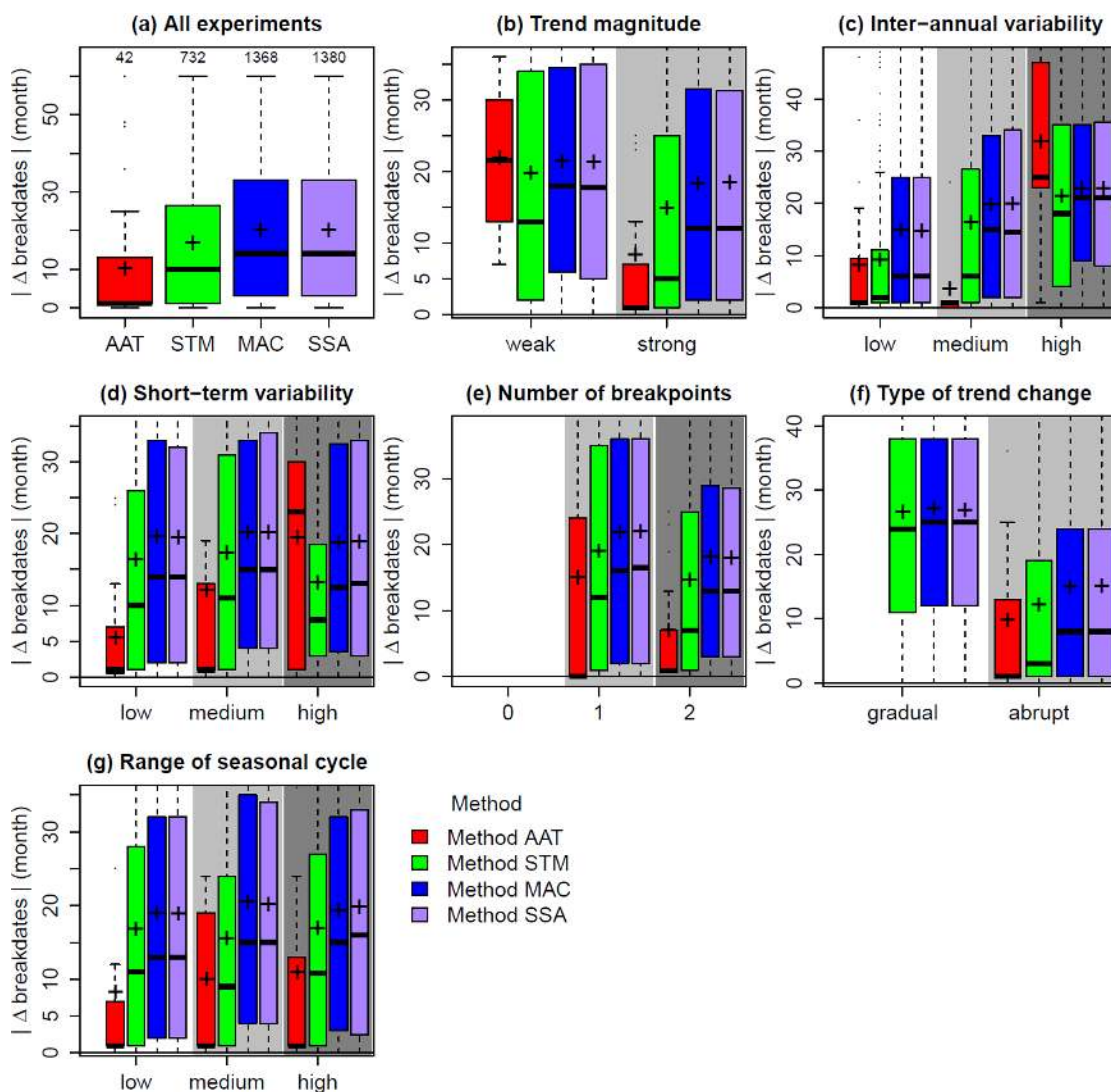 (a) All experiments
42 732 1368 1380
| Δ breakdates | (month)
0 10 20 30 40 50
AAT STM MAC SSA
(b) Trend magnitude
| Δ breakdates | (month)
0 5 10 20 30
weak strong
(c) Inter−annual variability
| Δ breakdates | (month)
0 10 20 30 40
low medium high
(d) Short−term variability
| Δ breakdates | (month)
0 5 10 20 30
low medium high
(e) Number of breakpoints
| Δ breakdates | (month)
0 10 20 30
0 1 2
(f) Type of trend change
| Δ breakdates | (month)
0 10 20 30 40
gradual abrupt
(g) Range of seasonal cycle
| Δ breakdates | (month)
0 5 10 20 30
low medium high
Method
Method AAT
Method STM
Method MAC
Method SSA